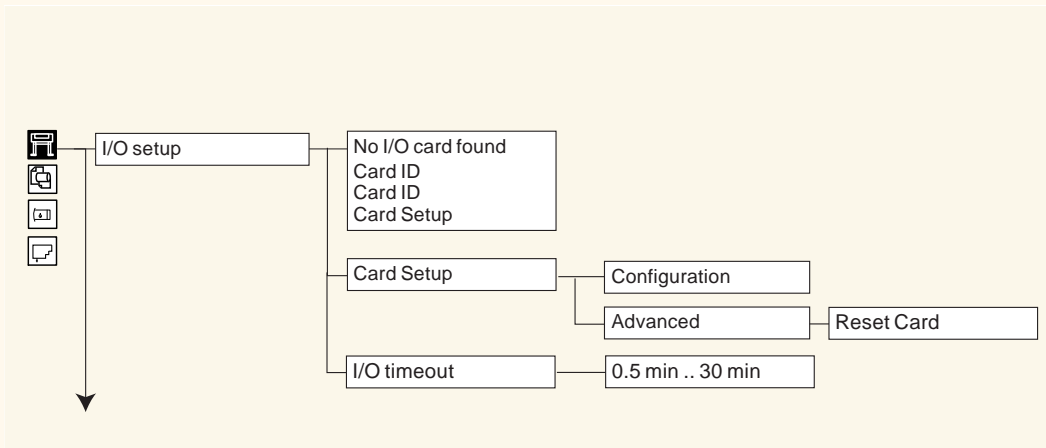 I/O setup
No I/O card found
Card ID
Card ID
Card Setup
Card Setup
Configuration
Advanced
Reset Card
I/O timeout
0.5 min .. 30 min